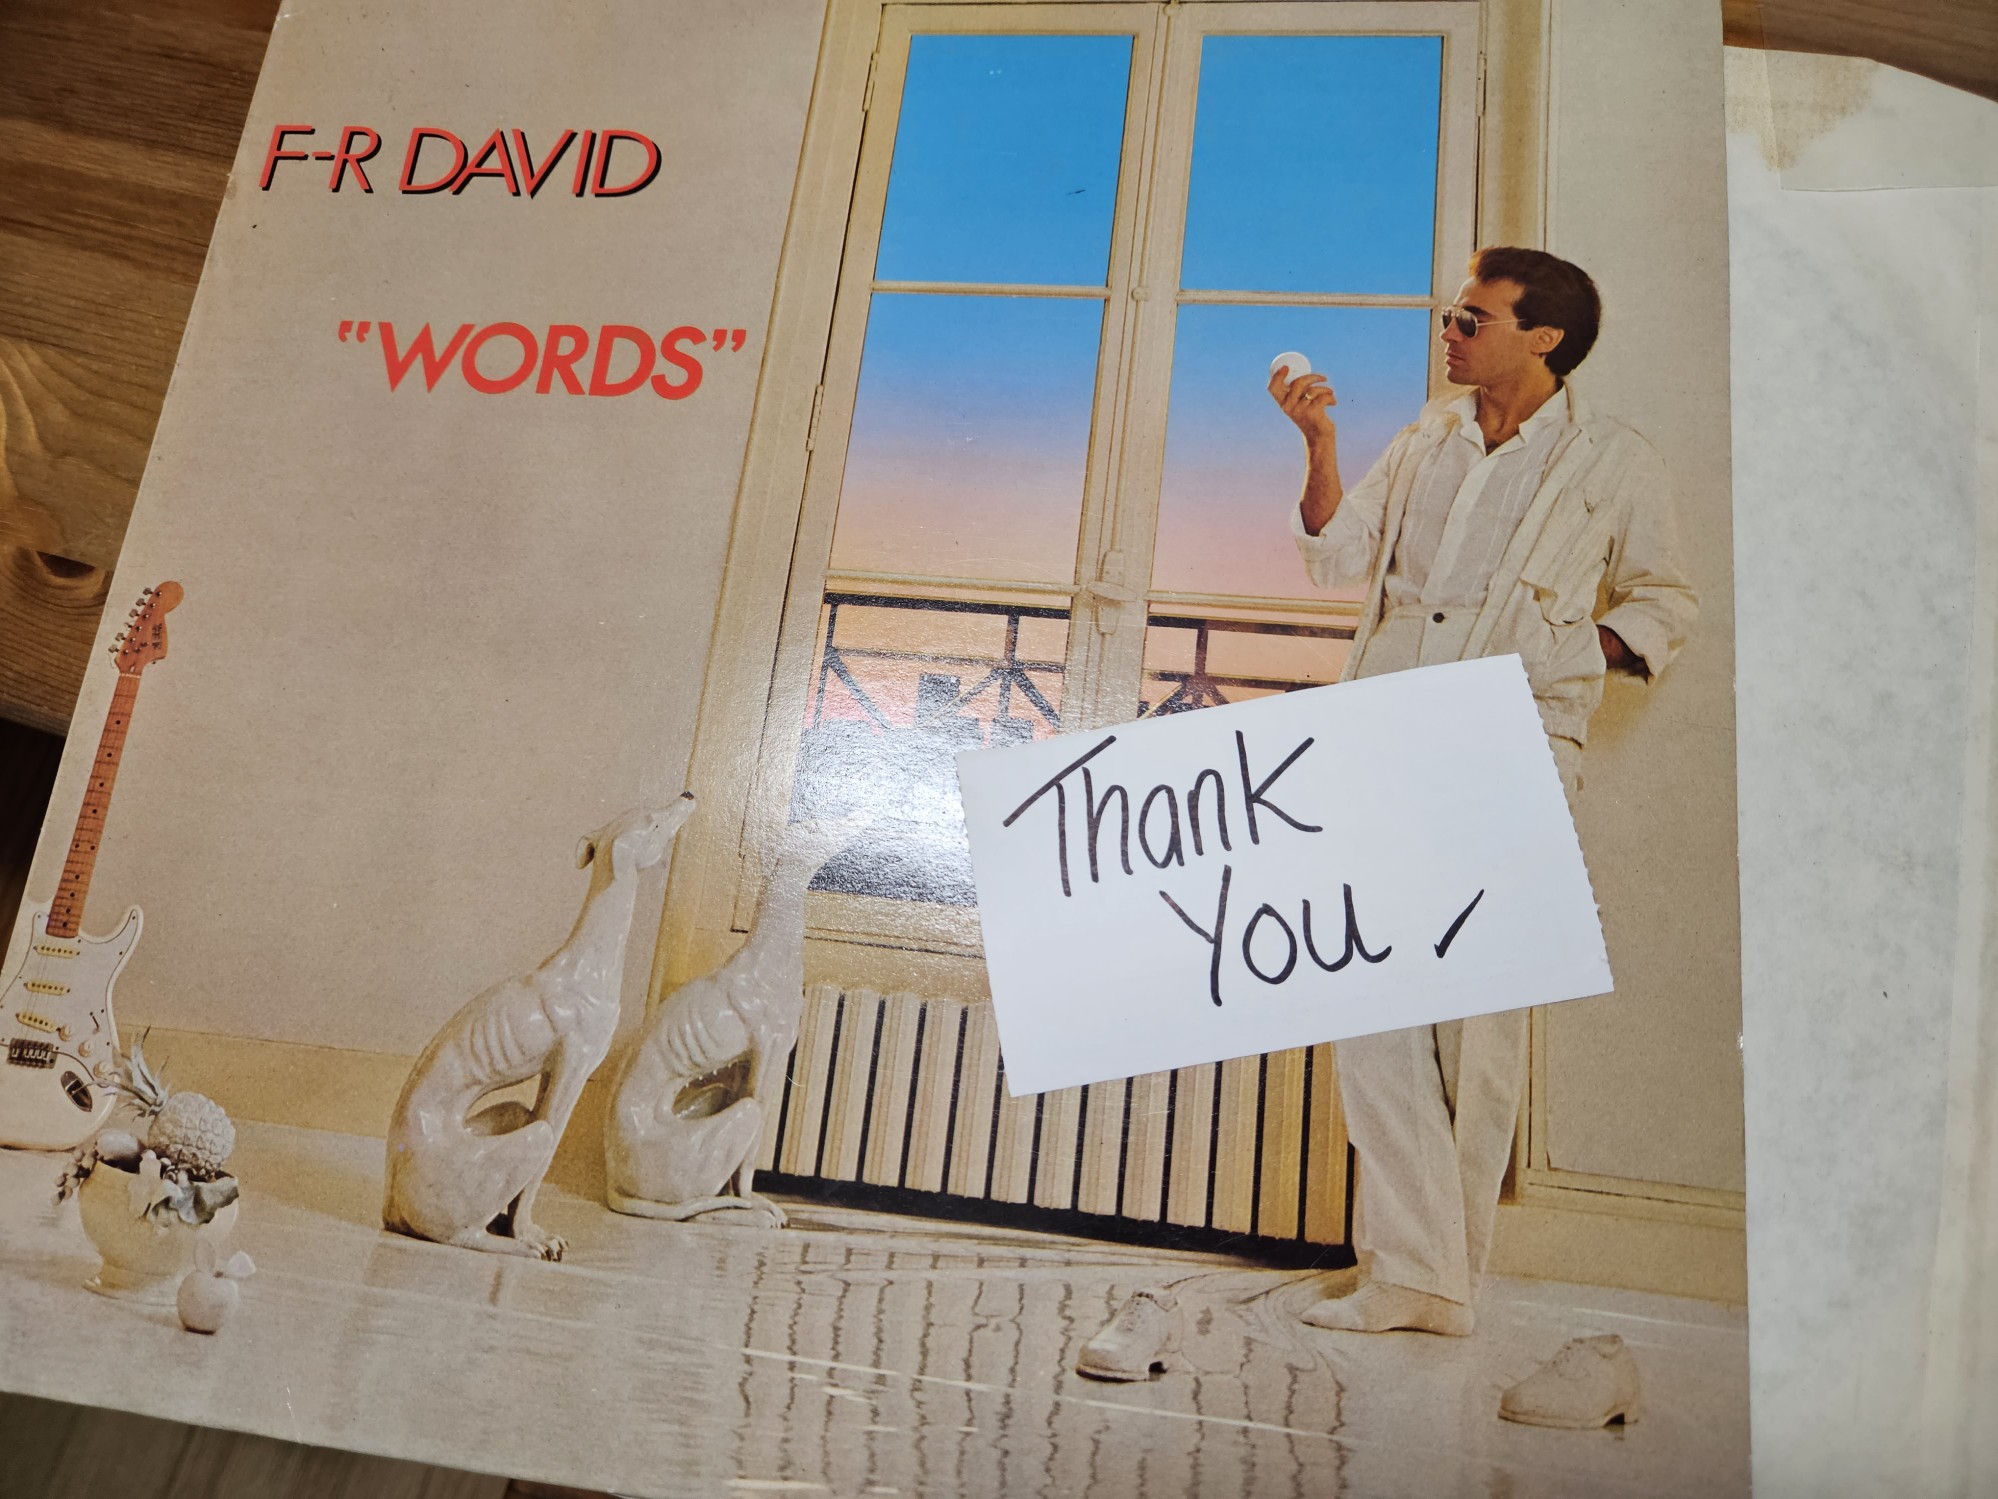 F-R DAVID
“WORDS”
Thank
You ✓